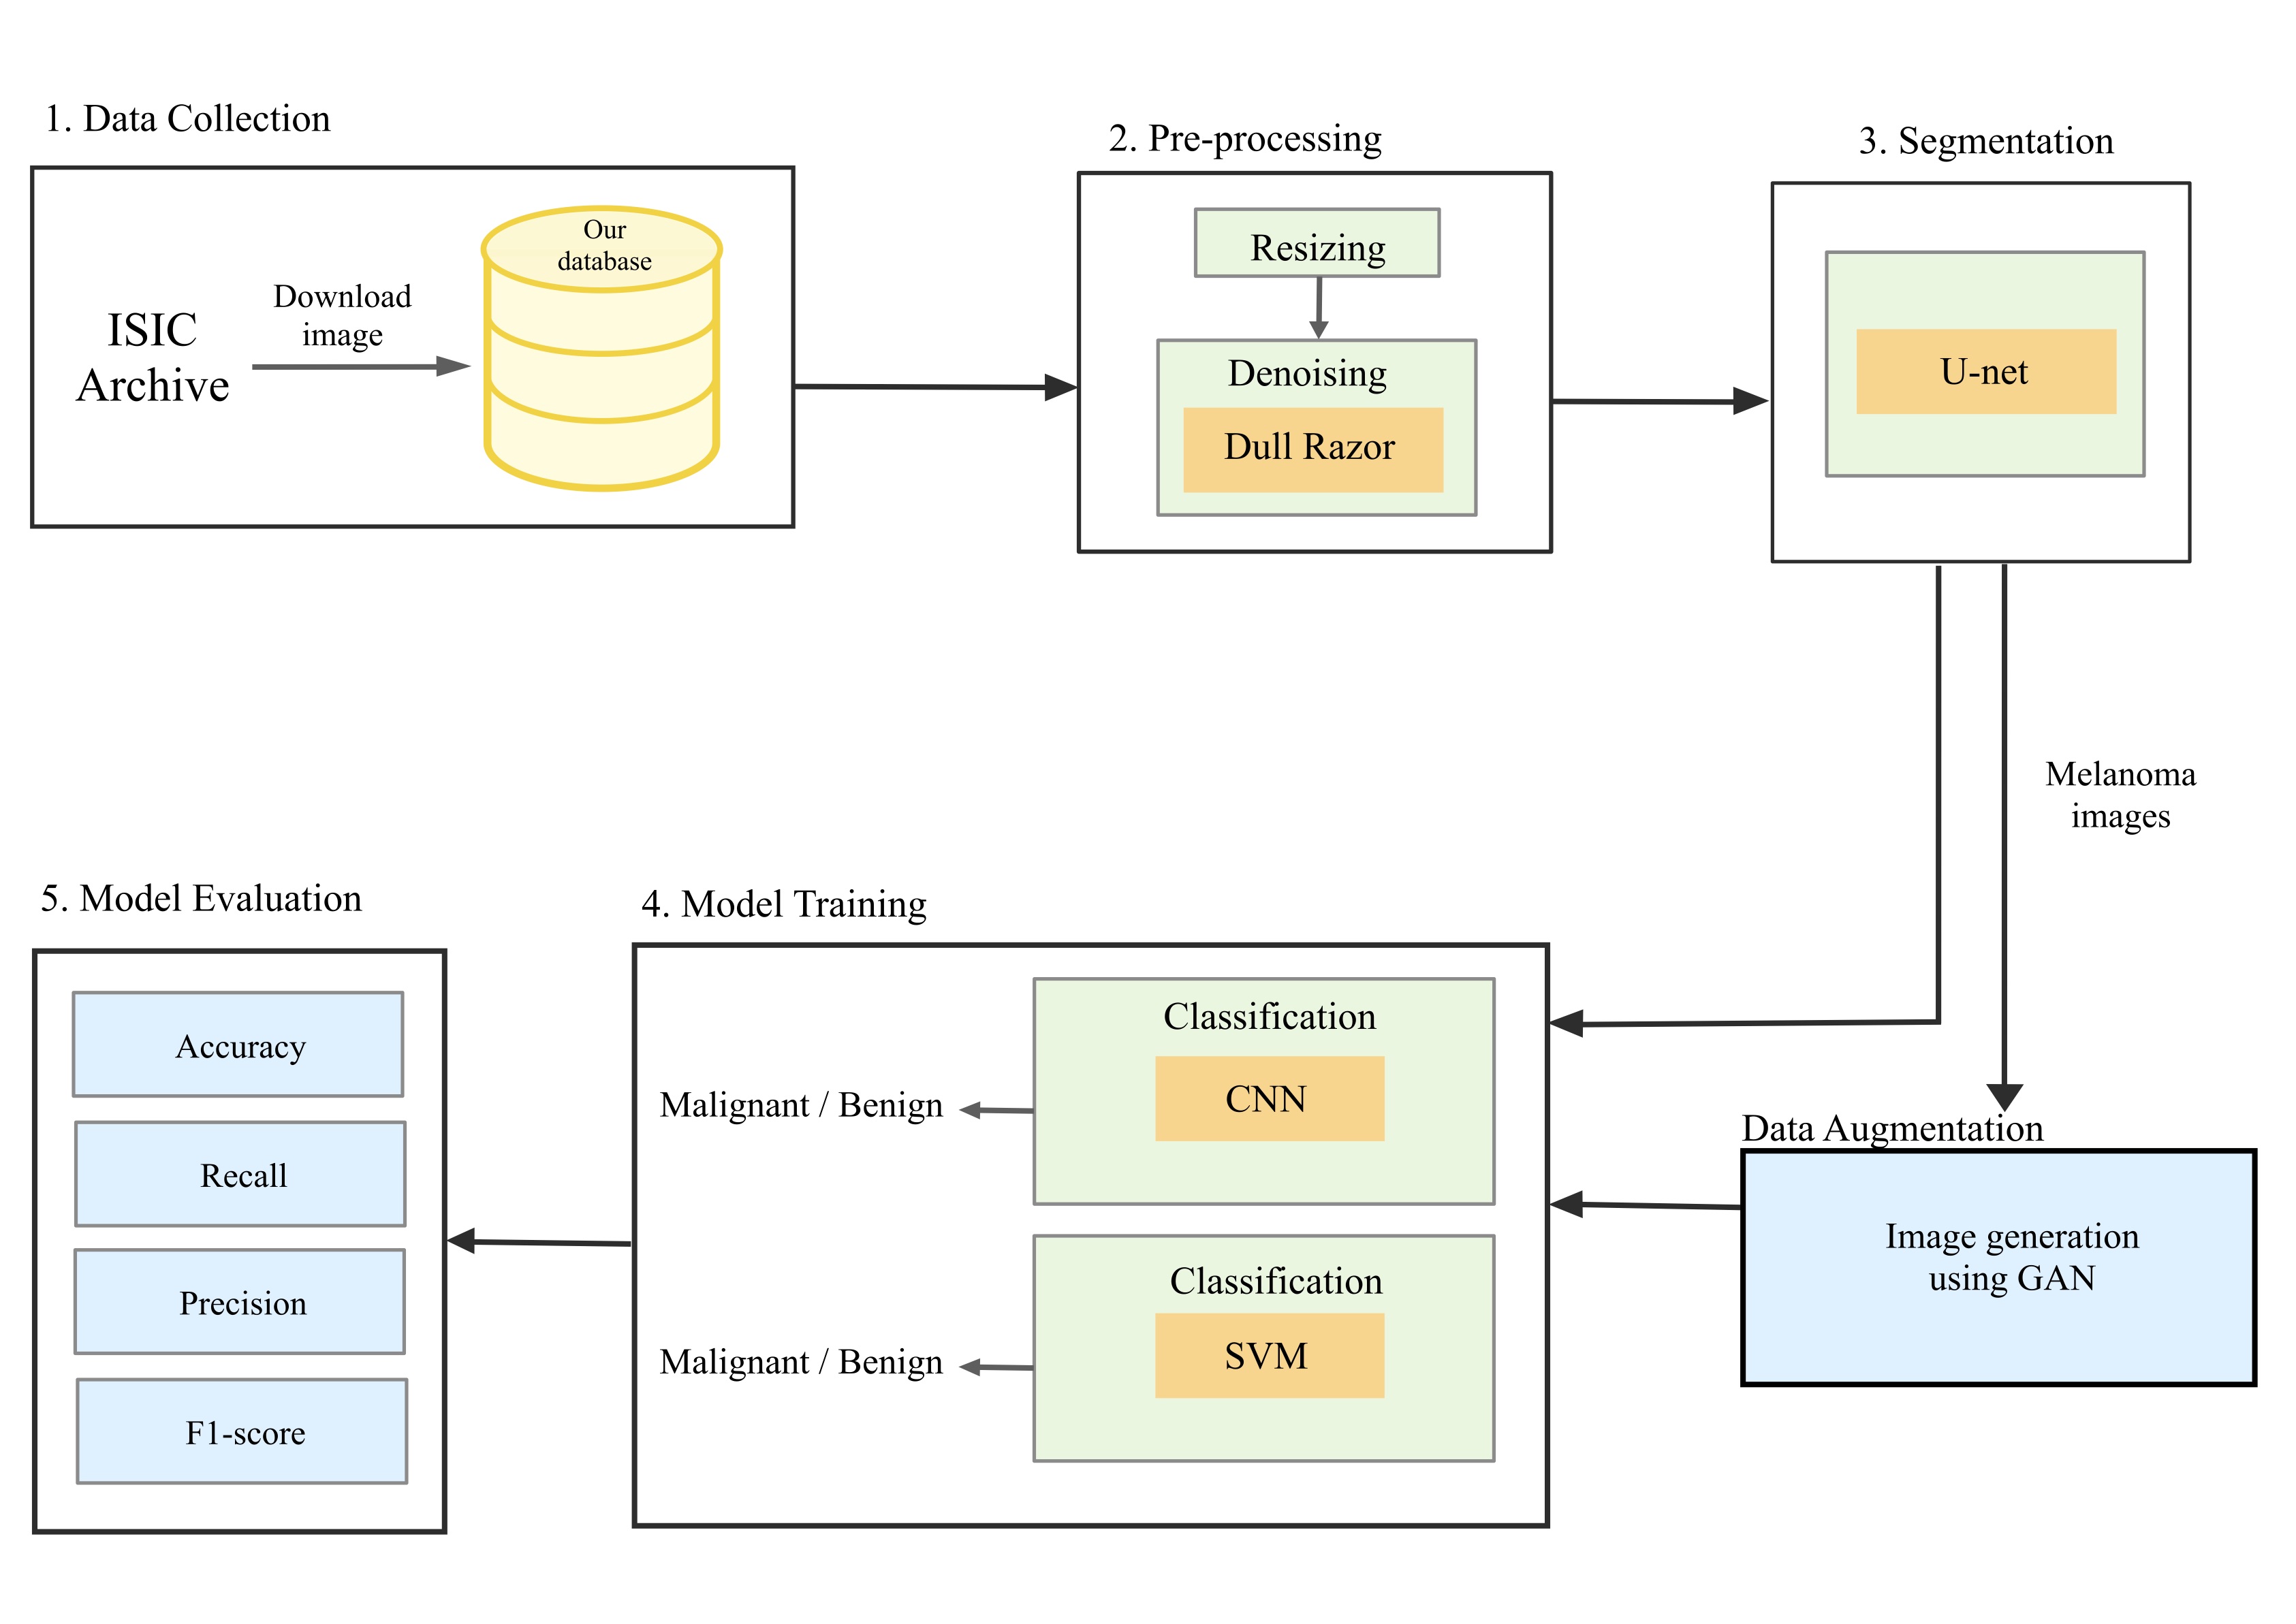 1. Data Collection
ISIC
Archive
Download
image
Our
database
2. Pre-processing
Resizing
Denoising
Dull Razor
3. Segmentation
U-net
Melanoma
images
Data Augmentation
Image generation
using GAN
4. Model Training
Classification
CNN
Malignant / Benign
Classification
SVM
Malignant / Benign
5. Model Evaluation
Accuracy
Recall
Precision
F1-score